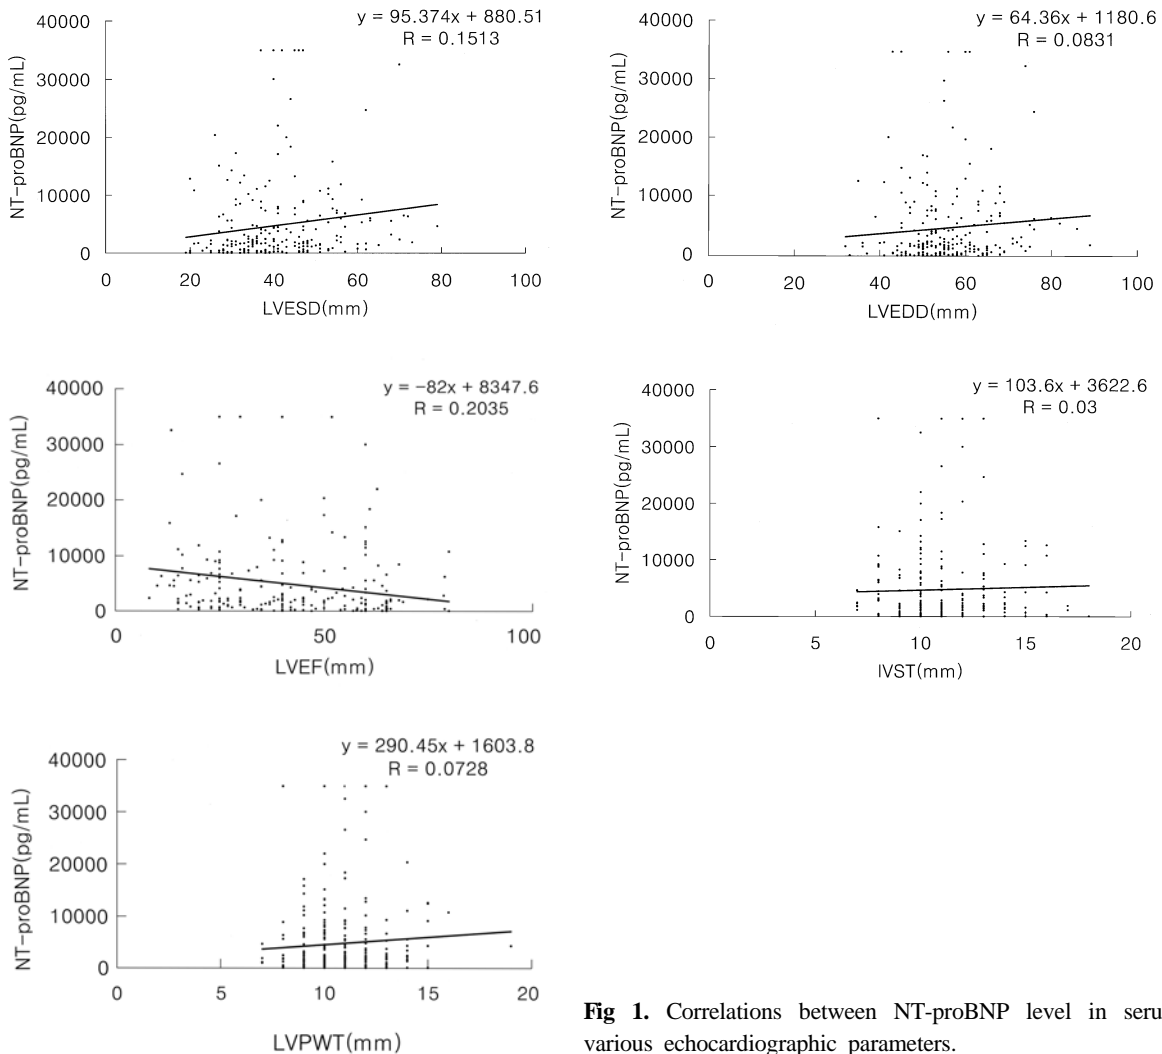 y = 95.374x + 880.51
R = 0.1513
NT-proBNP(pg/mL)
40000
30000
20000
10000
0
0 20 40 60 80 100
LVESD(mm)
y = 64.36x + 1180.6
R = 0.0831
NT-proBNP(pg/mL)
40000
30000
20000
10000
0
0 20 40 60 80 100
LVEDD(mm)
y = -82x + 8347.6
R = 0.2035
NT-proBNP(pg/mL)
40000
30000
20000
10000
0
0 50 100
LVEF(mm)
y = 103.6x + 3622.6
R = 0.03
NT-proBNP(pg/mL)
40000
30000
20000
10000
0
0 5 10 15 20
IVST(mm)
y = 290.45x + 1603.8
R = 0.0728
NT-proBNP(pg/mL)
40000
30000
20000
10000
0
0 5 10 15 20
LVPWT(mm)
Fig 1. Correlations between NT-proBNP level in seru
various echocardiographic parameters.